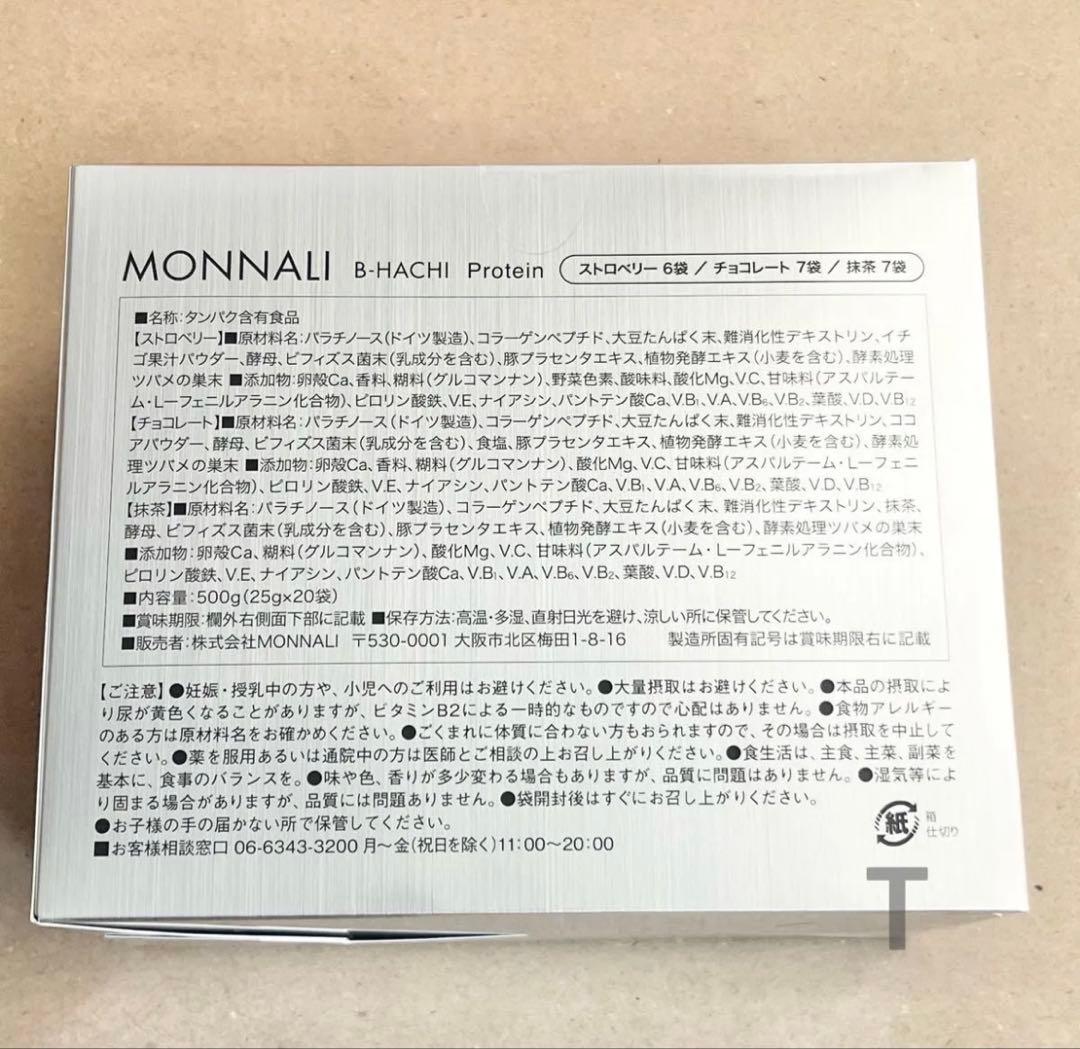 MONNALI B-HACHI Protein ストロベリー 6袋 / チョコレート 7袋 / 抹茶 7袋
■名称:タンパク含有食品
【ストロベリー】■原材料名:パラチノース(ドイツ製造)、コラーゲンペプチド、大豆たんぱく末、難消化性デキストリン、イチ
ゴ果汁パウダー、酵母、ビフィズス菌末(乳成分を含む)、豚プラセンタエキス、植物発酵エキス(小麦を含む)、酵素処理
ツバメの巣末 ■添加物:卵殻Ca、香料、糊料(グルコマンナン)、野菜色素、酸味料、酸化Mg、V.C、甘味料(アスパルテー
ム・L-フェニルアラニン化合物)、ピロリン酸鉄、V.E、ナイアシン、パントテン酸Ca、V.B1、V.A、V.B6、V.B2、葉酸、V.D、V.B12
【チョコレート】■原材料名:パラチノース(ドイツ製造)、コラーゲンペプチド、大豆たんぱく末、難消化性デキストリン、ココ
アパウダー、酵母、ビフィズス菌末(乳成分を含む)、食塩、豚プラセンタエキス、植物発酵エキス(小麦を含む)、酵素処
理ツバメの巣末 ■添加物:卵殻Ca、香料、糊料(グルコマンナン)、酸化Mg、V.C、甘味料(アスパルテーム・L-フェニ
ルアラニン化合物)、ピロリン酸鉄、V.E、ナイアシン、パントテン酸Ca、V.B1、V.A、V.B6、V.B2、葉酸、V.D、V.B12
【抹茶】■原材料名:パラチノース(ドイツ製造)、コラーゲンペプチド、大豆たんぱく末、難消化性デキストリン、抹茶、
酵母、ビフィズス菌末(乳成分を含む)、豚プラセンタエキス、植物発酵エキス(小麦を含む)、酵素処理ツバメの巣末
■添加物:卵殻Ca、糊料(グルコマンナン)、酸化Mg、V.C、甘味料(アスパルテーム・L-フェニルアラニン化合物)、
ピロリン酸鉄、V.E、ナイアシン、パントテン酸Ca、V.B1、V.A、V.B6、V.B2、葉酸、V.D、V.B12
■内容量:500g(25g×20袋)
■賞味期限:欄外右側面下部に記載 ■保存方法:高温・多湿、直射日光を避け、涼しい所に保管してください。
■販売者:株式会社MONNALI 〒530-0001 大阪市北区梅田1-8-16 製造所固有記号は賞味期限右に記載
【ご注意】●妊娠・授乳中の方や、小児へのご利用はお避けください。●大量摂取はお避けください。●本品の摂取によ
り尿が黄色くなることがありますが、ビタミンB2による一時的なものですので心配はありません。●食物アレルギー
のある方は原材料名をお確かめください。●ごくまれに体質に合わない方もおられますので、その場合は摂取を中止して
ください。●薬を服用あるいは通院中の方は医師とご相談の上お召し上がりください。●食生活は、主食、主菜、副菜を
基本に、食事のバランスを。●味や色、香りが多少変わる場合もありますが、品質に問題はありません。●湿気等によ
り固まる場合がありますが、品質には問題ありません。●袋開封後はすぐにお召し上がりください。
●お子様の手の届かない所で保管してください。
■お客様相談窓口 06-6343-3200 月〜金(祝日を除く)11:00〜20:00
紙
箱
仕切り
T